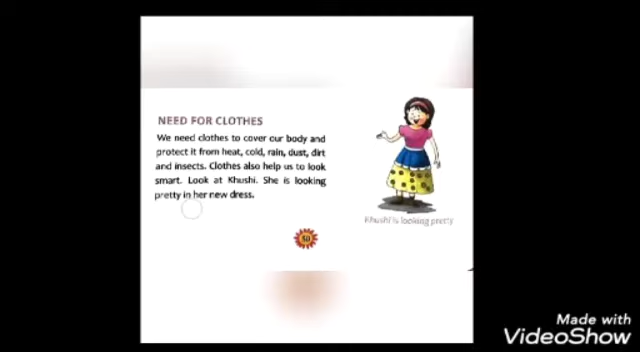 NEED FOR CLOTHES
We need clothes to cover our body and
protect it from heat, cold, rain, dust, dirt
and insects. Clothes also help us to look
smart. Look at Khushi. She is looking
pretty in her new dress.
Khushi is looking pretty
50
Made with
VideoShow